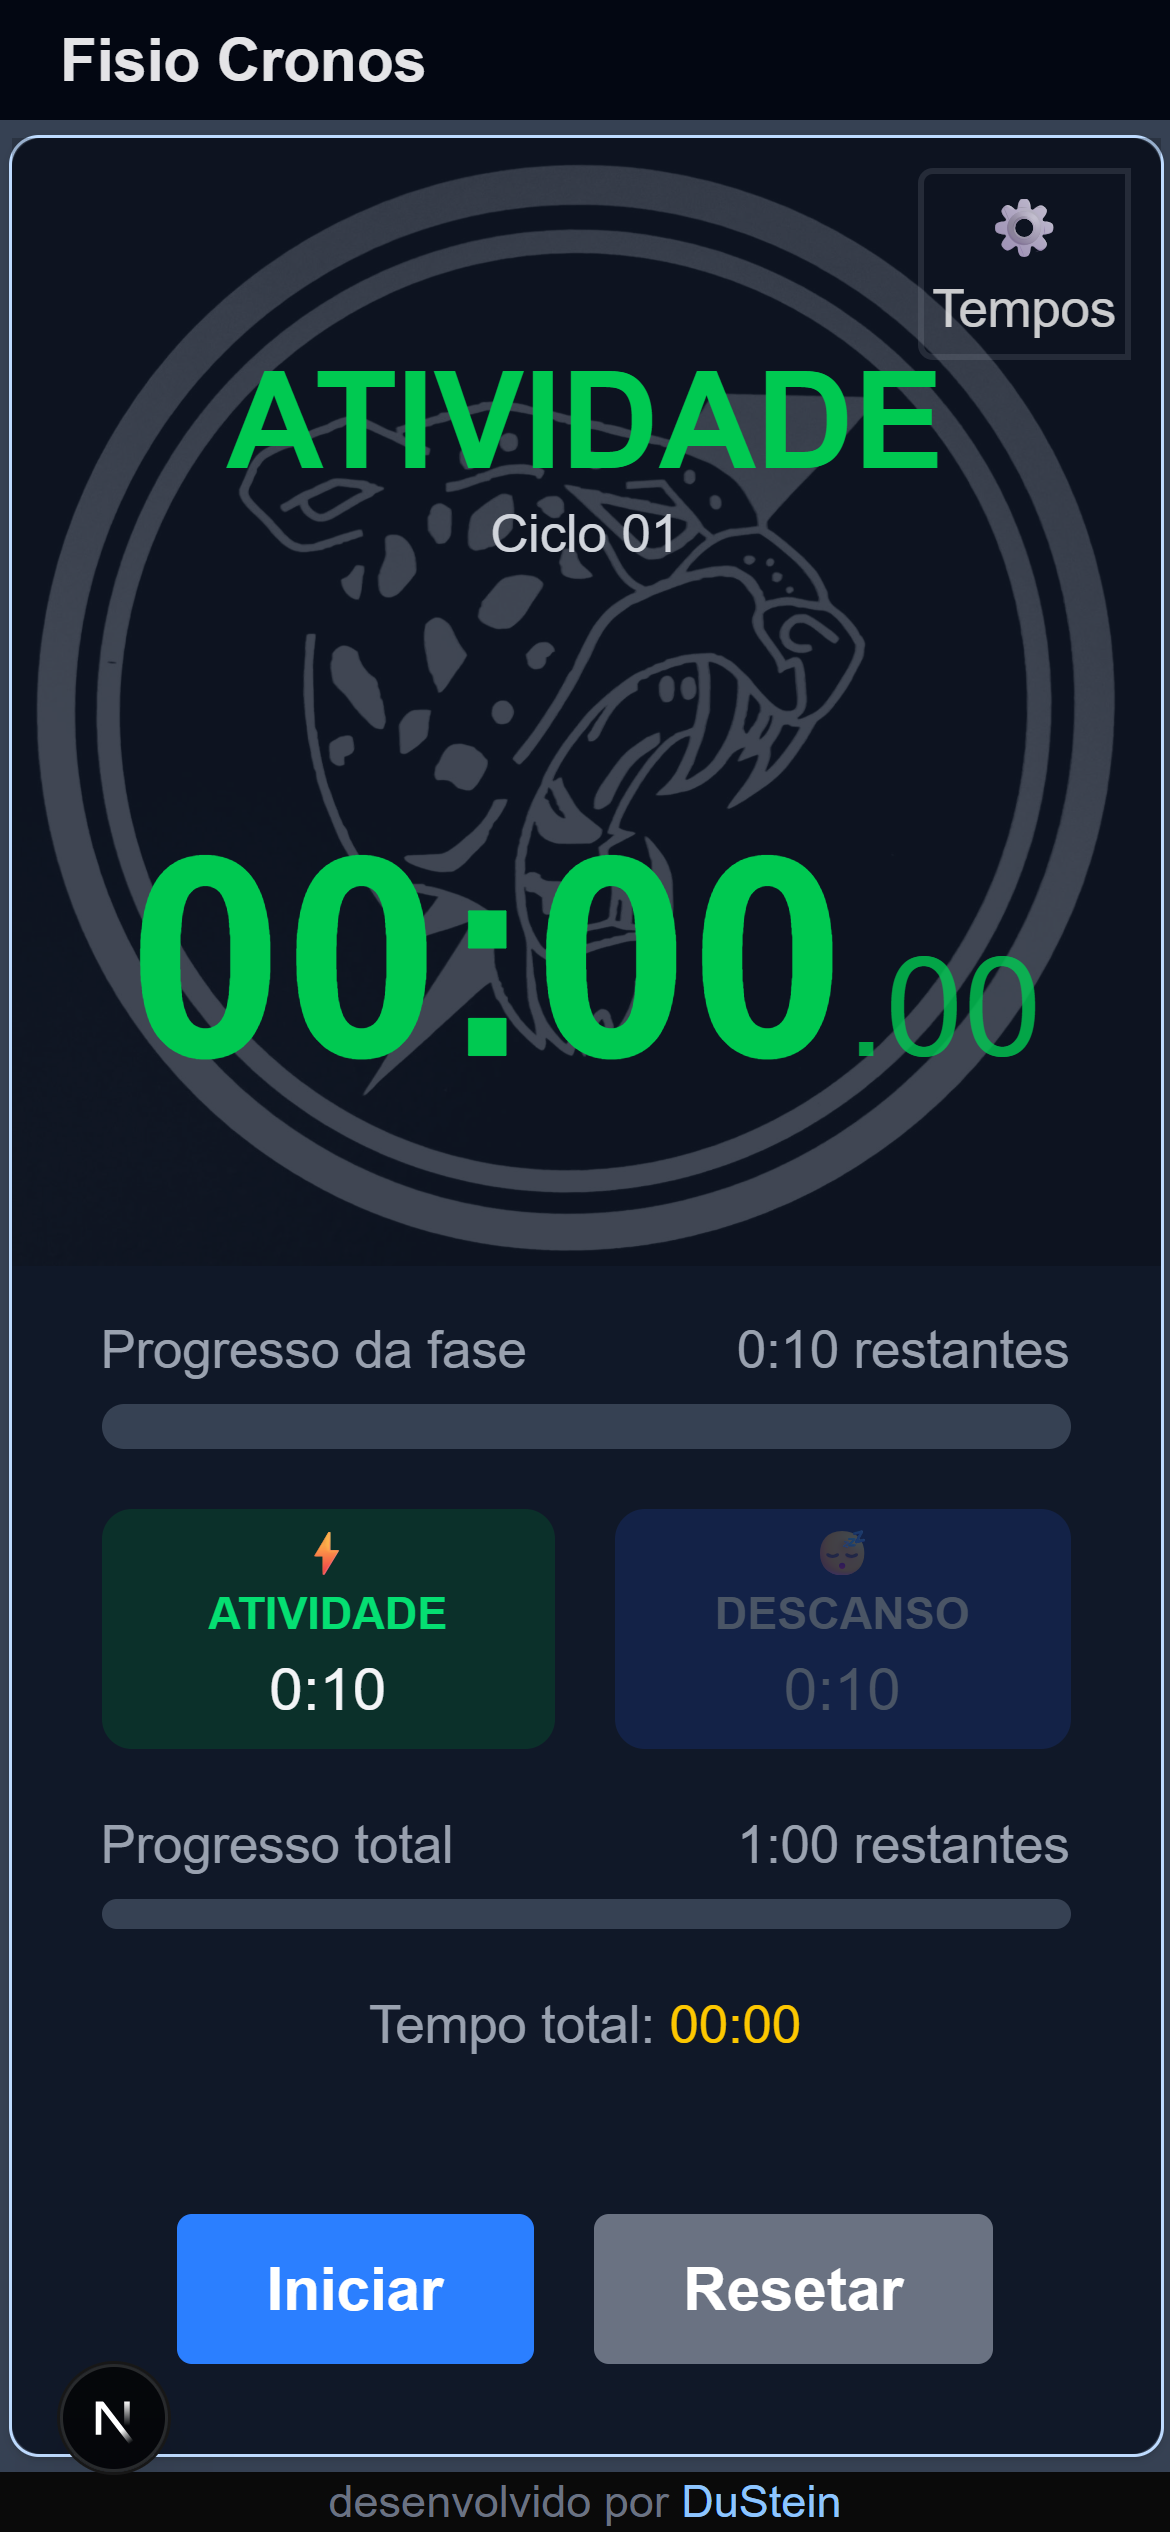 Fisio Cronos
Tempos
ATIVIDADE
Ciclo 01
00:00.00
Progresso da fase 0:10 restantes
ATIVIDADE
0:10
DESCANSO
0:10
Progresso total 1:00 restantes
Tempo total: 00:00
Iniciar
Resetar
N
desenvolvido por DuStein